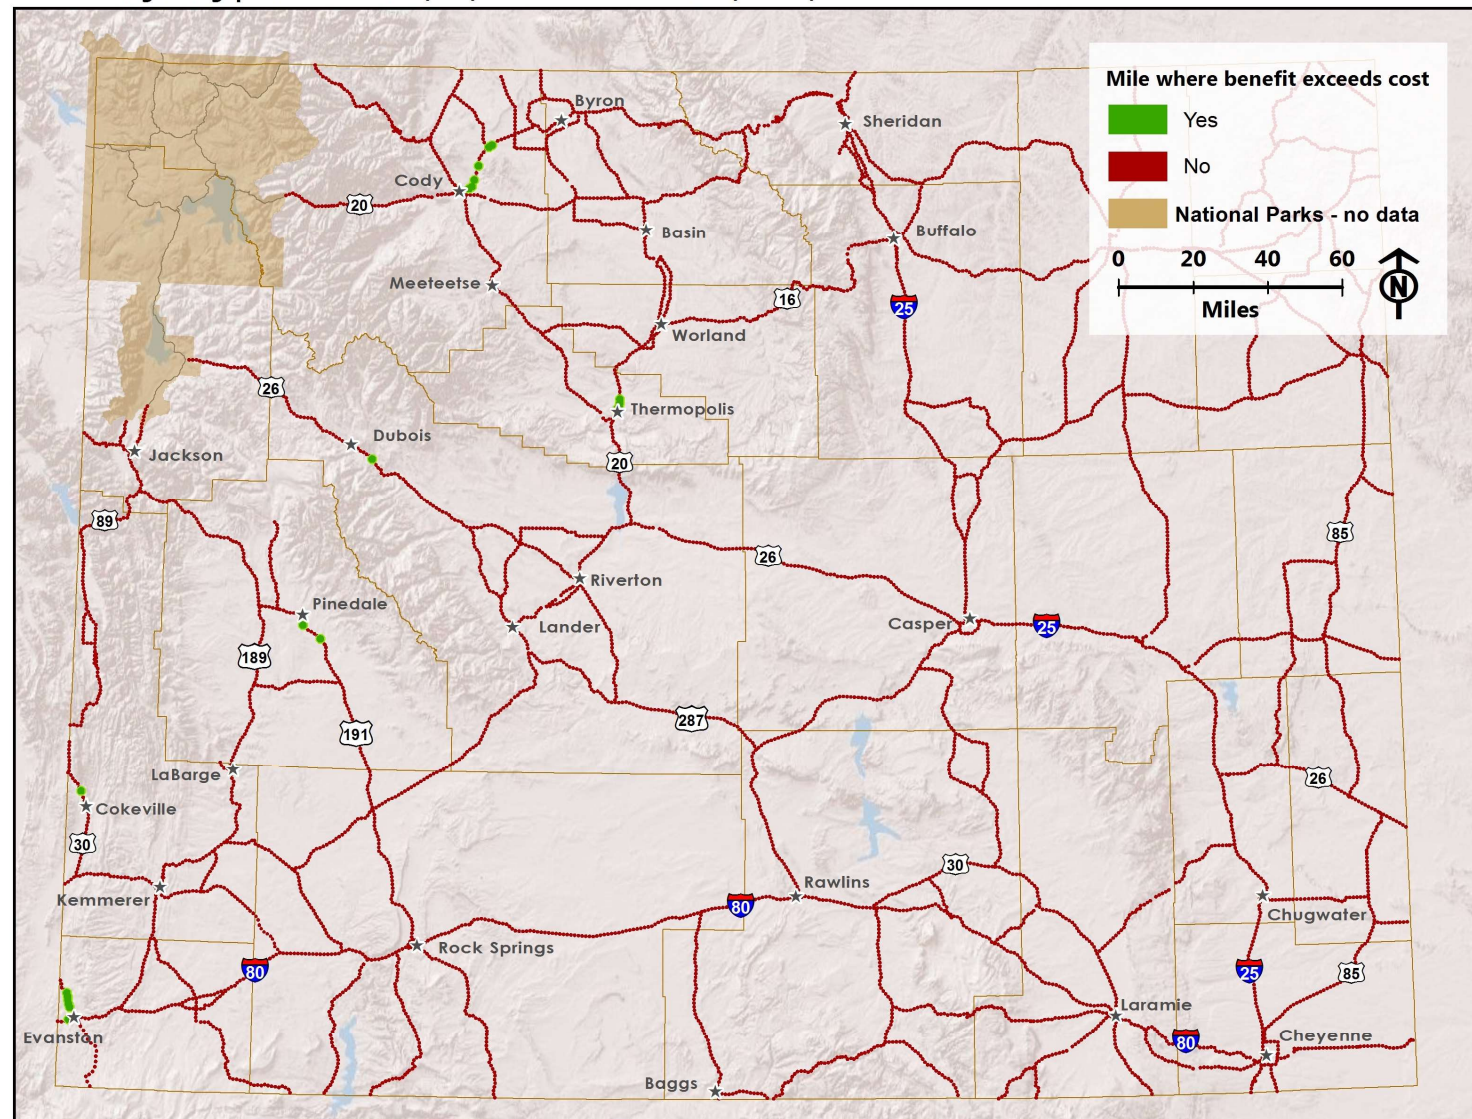 Mile where benefit exceeds cost
Yes
No
National Parks - no data
0 20 40 60
Miles
N
Byron
Sheridan
Cody
20
Basin
Buffalo
Meeteetse
16
25
Worland
26
Thermopolis
Dubois
Jackson
20
89
85
26
Riverton
Pinedale
Lander
Casper
25
189
287
191
LaBarge
26
Cokeville
30
30
Rawlins
Kemmerer
80
Chugwater
Rock Springs
80
25
85
Laramie
Evanston
80
Cheyenne
Baggs